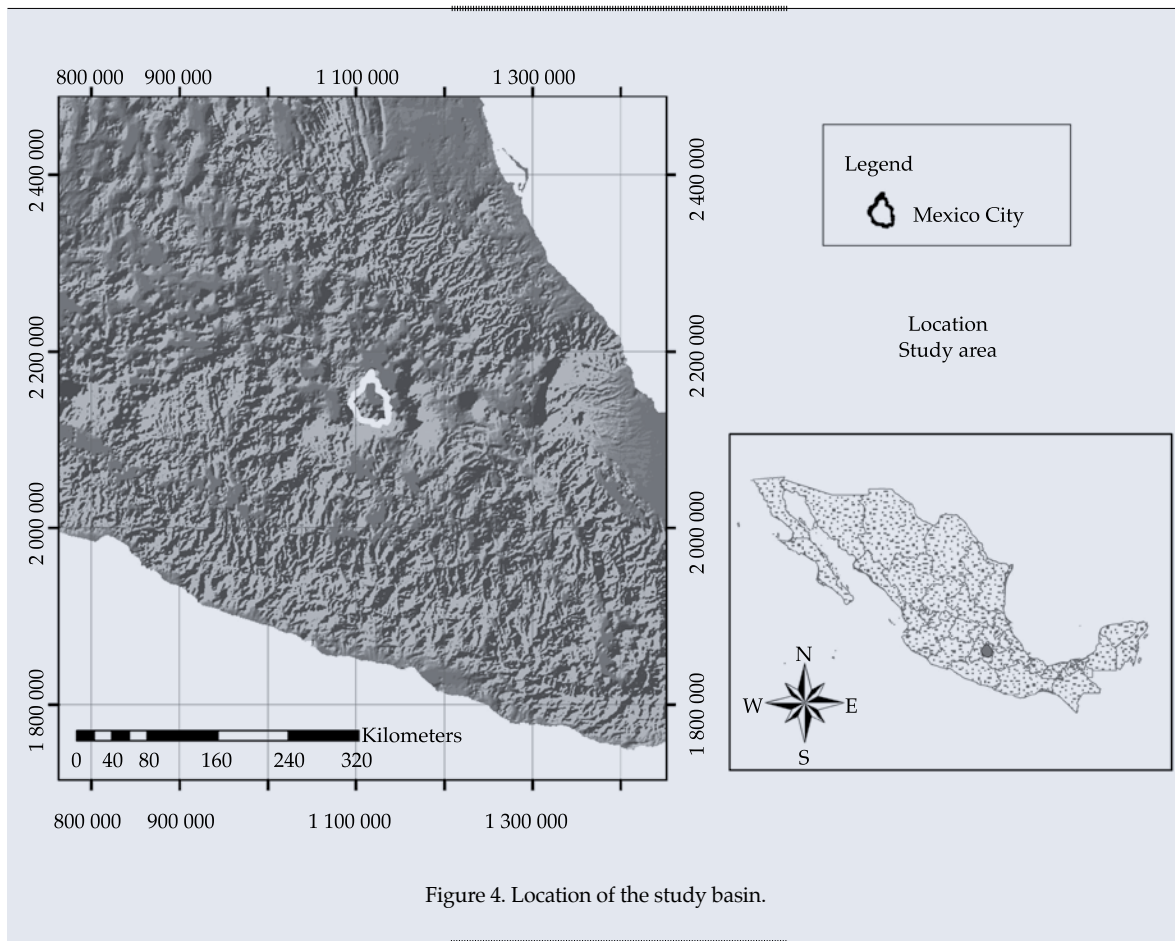 800 000 900 000 1 100 000 1 300 000
2 400 000
2 200 000
2 000 000
1 800 000
2 400 000
2 200 000
2 000 000
1 800 000
Kilometers
0 40 80 160 240 320
800 000 900 000 1 100 000 1 300 000
Legend
Mexico City
Location
Study area
N
W E
S
Figure 4. Location of the study basin.